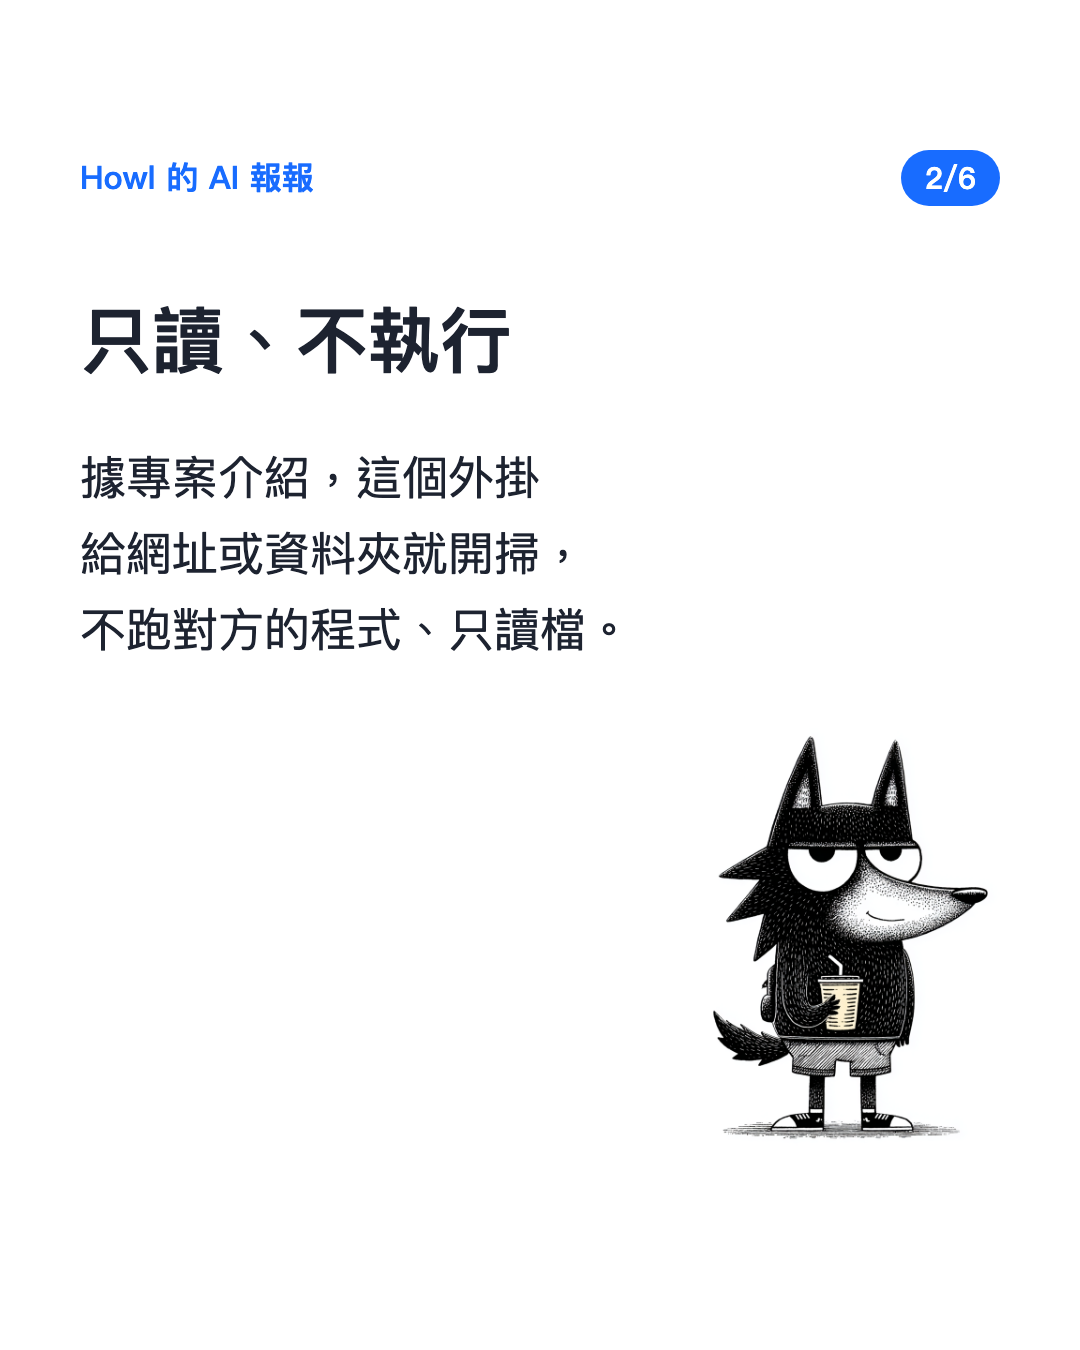 Howl 的 AI 報報
2/6
只讀、不執行
據專案介紹，這個外掛
給網址或資料夾就開掃，
不跑對方的程式、只讀檔。